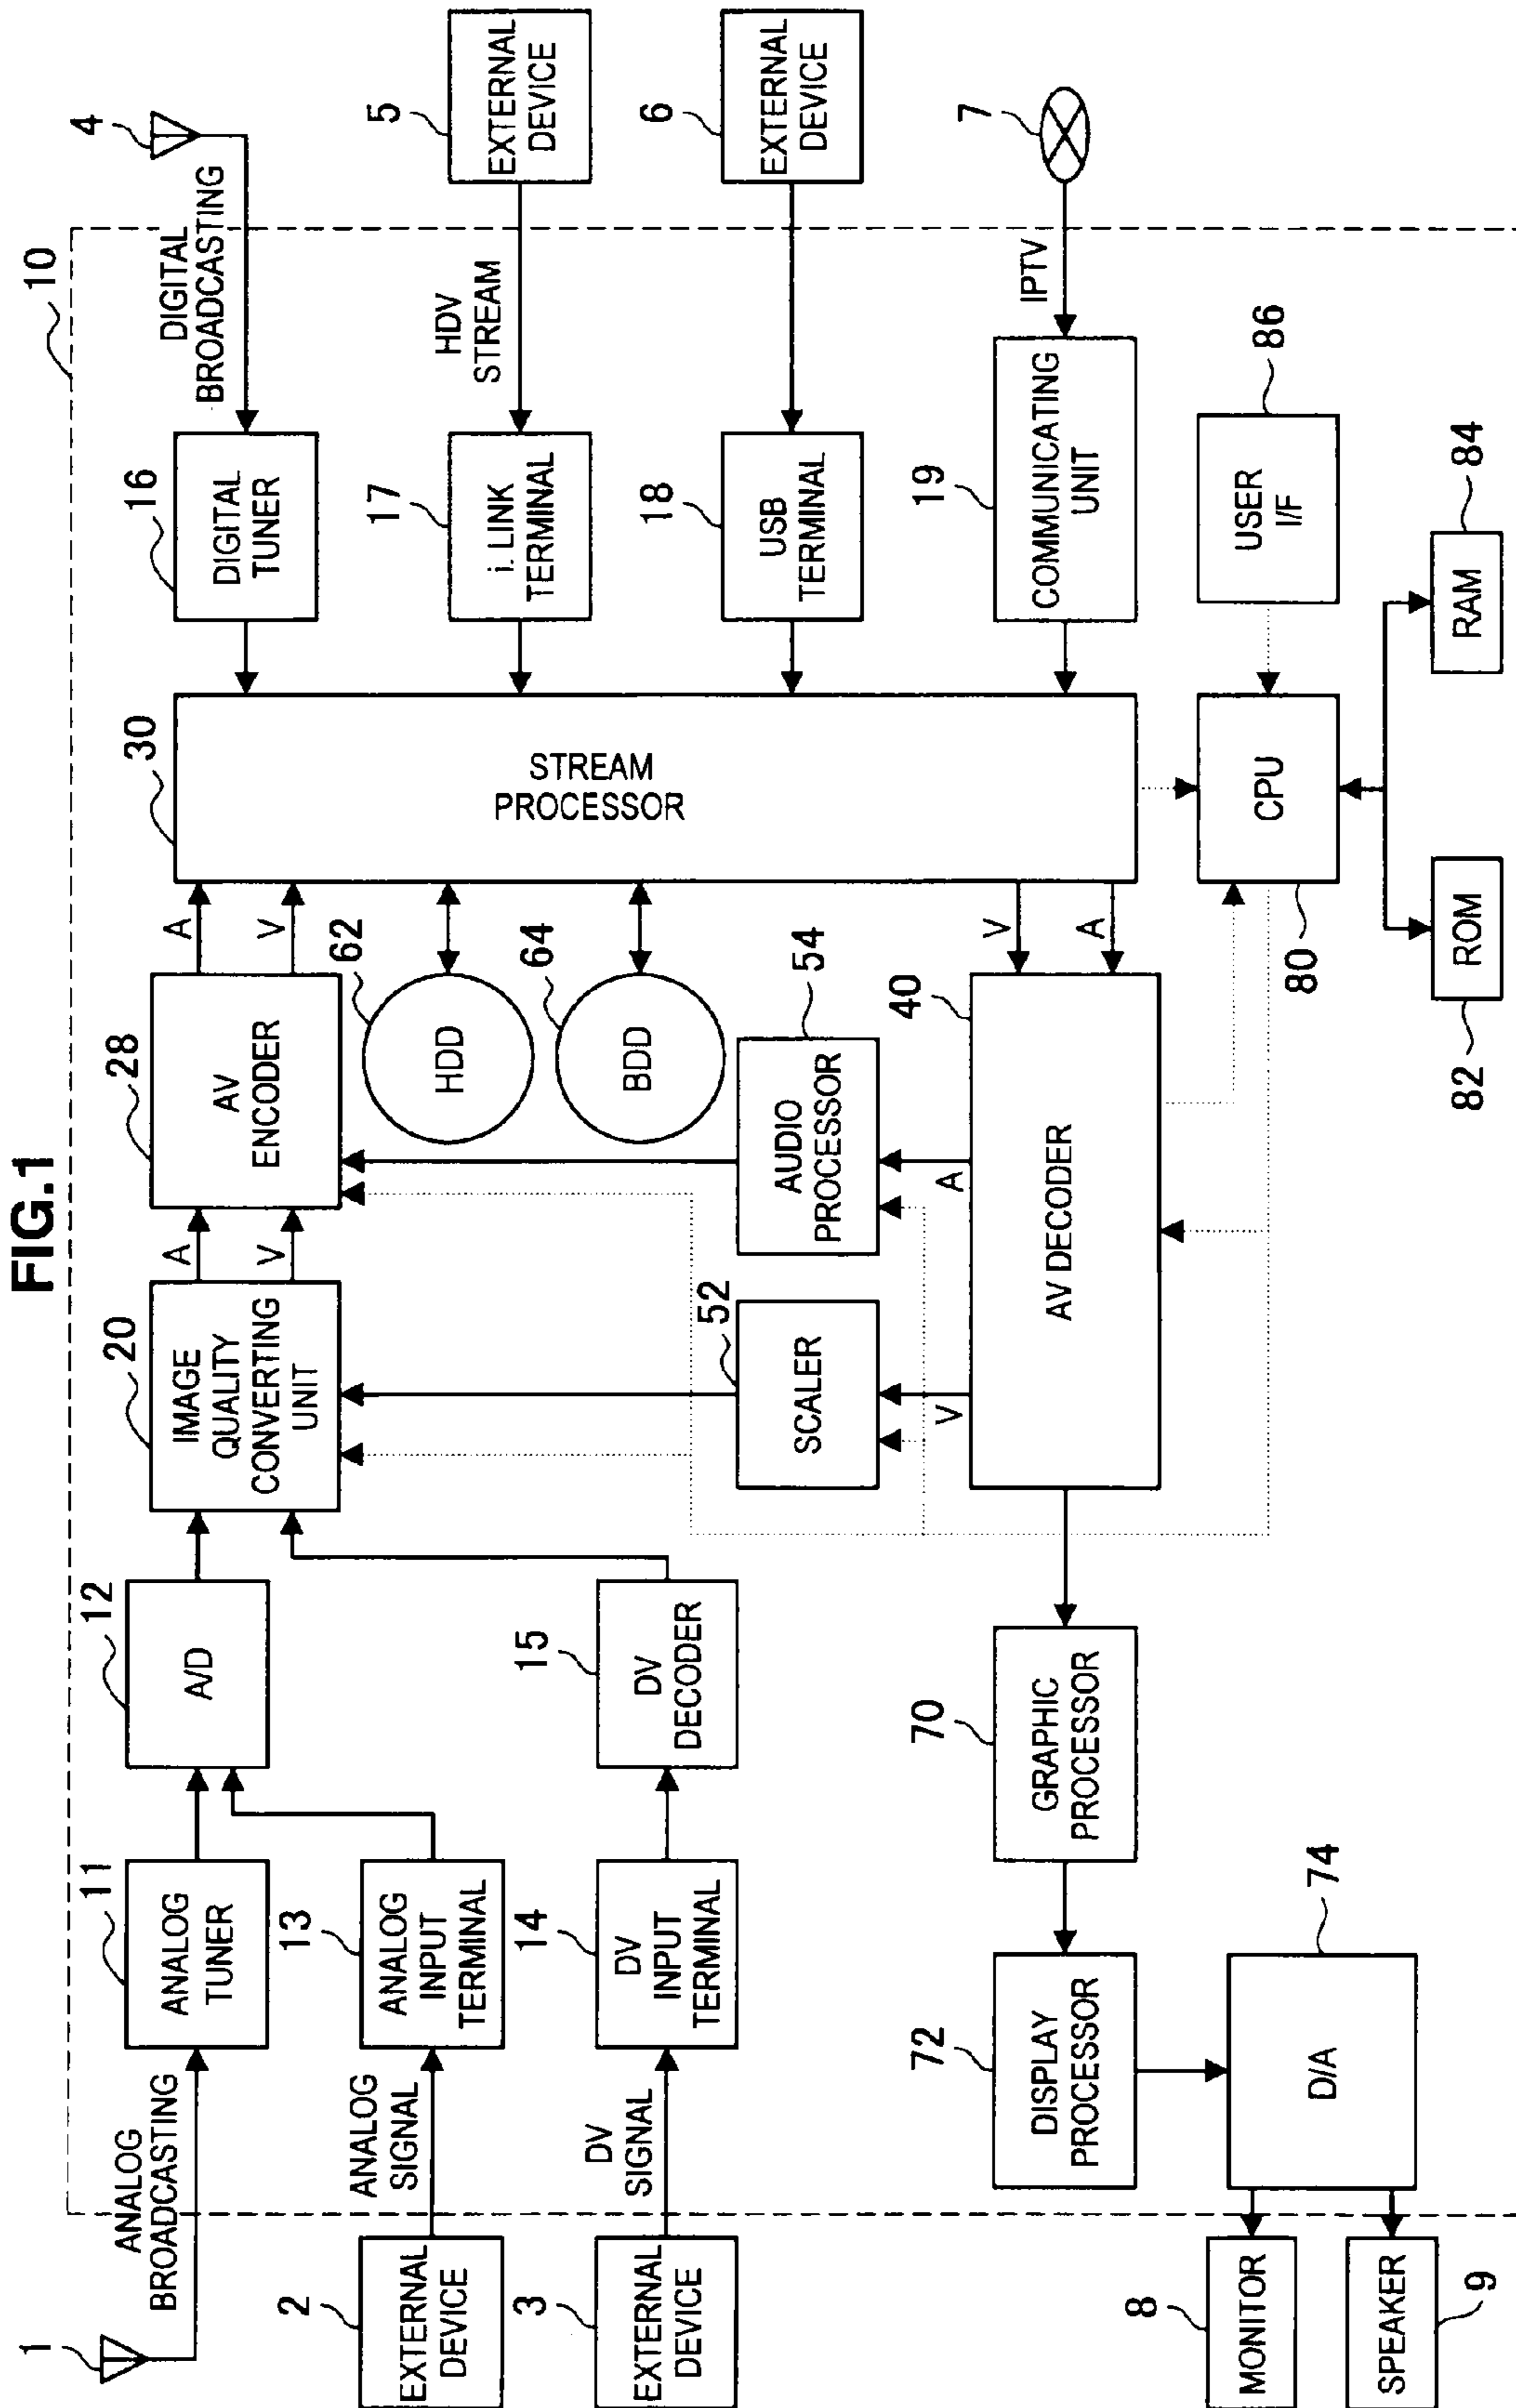 FIG.1
10
1
ANALOG
BROADCASTING
11
ANALOG
TUNER
12
A/D
20
IMAGE
QUALITY
CONVERTING
UNIT
A
V
28
AV
ENCODER
A
V
30
STREAM
PROCESSOR
16
DIGITAL
TUNER
DIGITAL
BROADCASTING
4
2
EXTERNAL
DEVICE
ANALOG
SIGNAL
13
ANALOG
INPUT
TERMINAL
62
HDD
17
i. LINK
TERMINAL
HDV
STREAM
5
EXTERNAL
DEVICE
3
EXTERNAL
DEVICE
DV
SIGNAL
14
DV
INPUT
TERMINAL
15
DV
DECODER
64
BDD
52
SCALER
54
AUDIO
PROCESSOR
18
USB
TERMINAL
6
EXTERNAL
DEVICE
V
A
40
AV DECODER
V
A
19
COMMUNICATING
UNIT
IPTV
7
70
GRAPHIC
PROCESSOR
72
DISPLAY
PROCESSOR
74
D/A
8
MONITOR
SPEAKER
9
80
CPU
86
USER
I/F
82
ROM
84
RAM